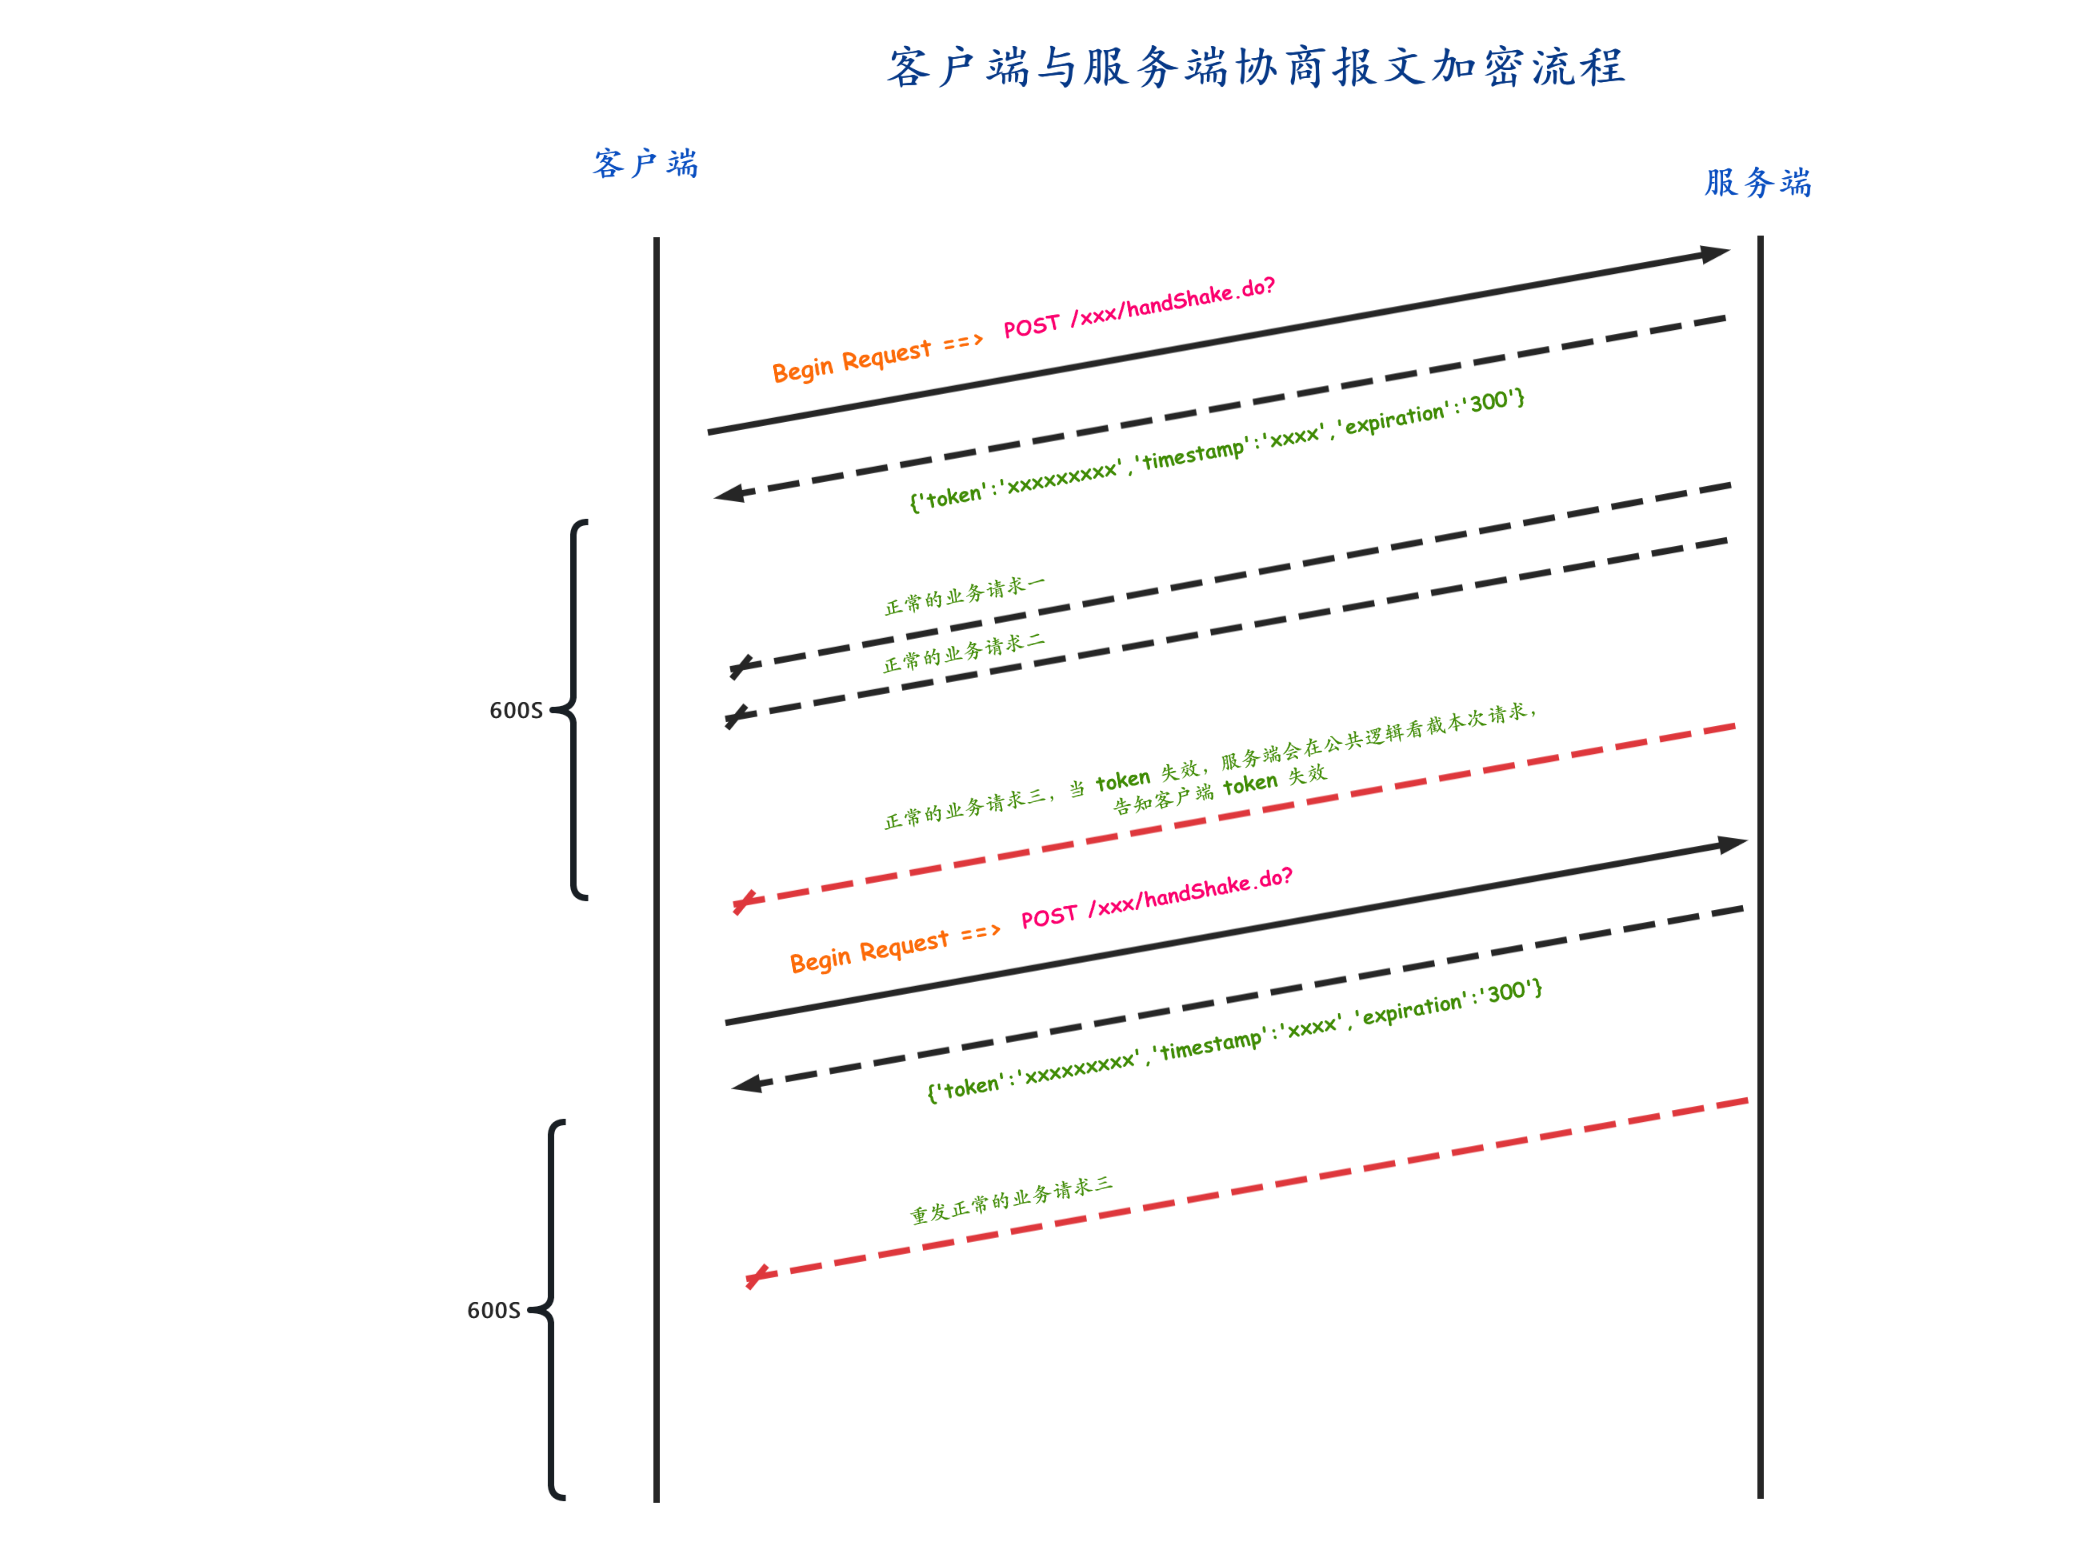 客户端与服务端协商报文加密流程
客户端
服务端
Begin Request ==> POST /xxx/handShake.do?
{'token':'xxxxxxxxx','timestamp':'xxxx','expiration':'300'}
正常的业务请求一
正常的业务请求二
600S
正常的业务请求三，当 token 失效，服务端会在公共逻辑看截本次请求，
告知客户端 token 失效
Begin Request ==> POST /xxx/handShake.do?
{'token':'xxxxxxxxx','timestamp':'xxxx','expiration':'300'}
重发正常的业务请求三
600S